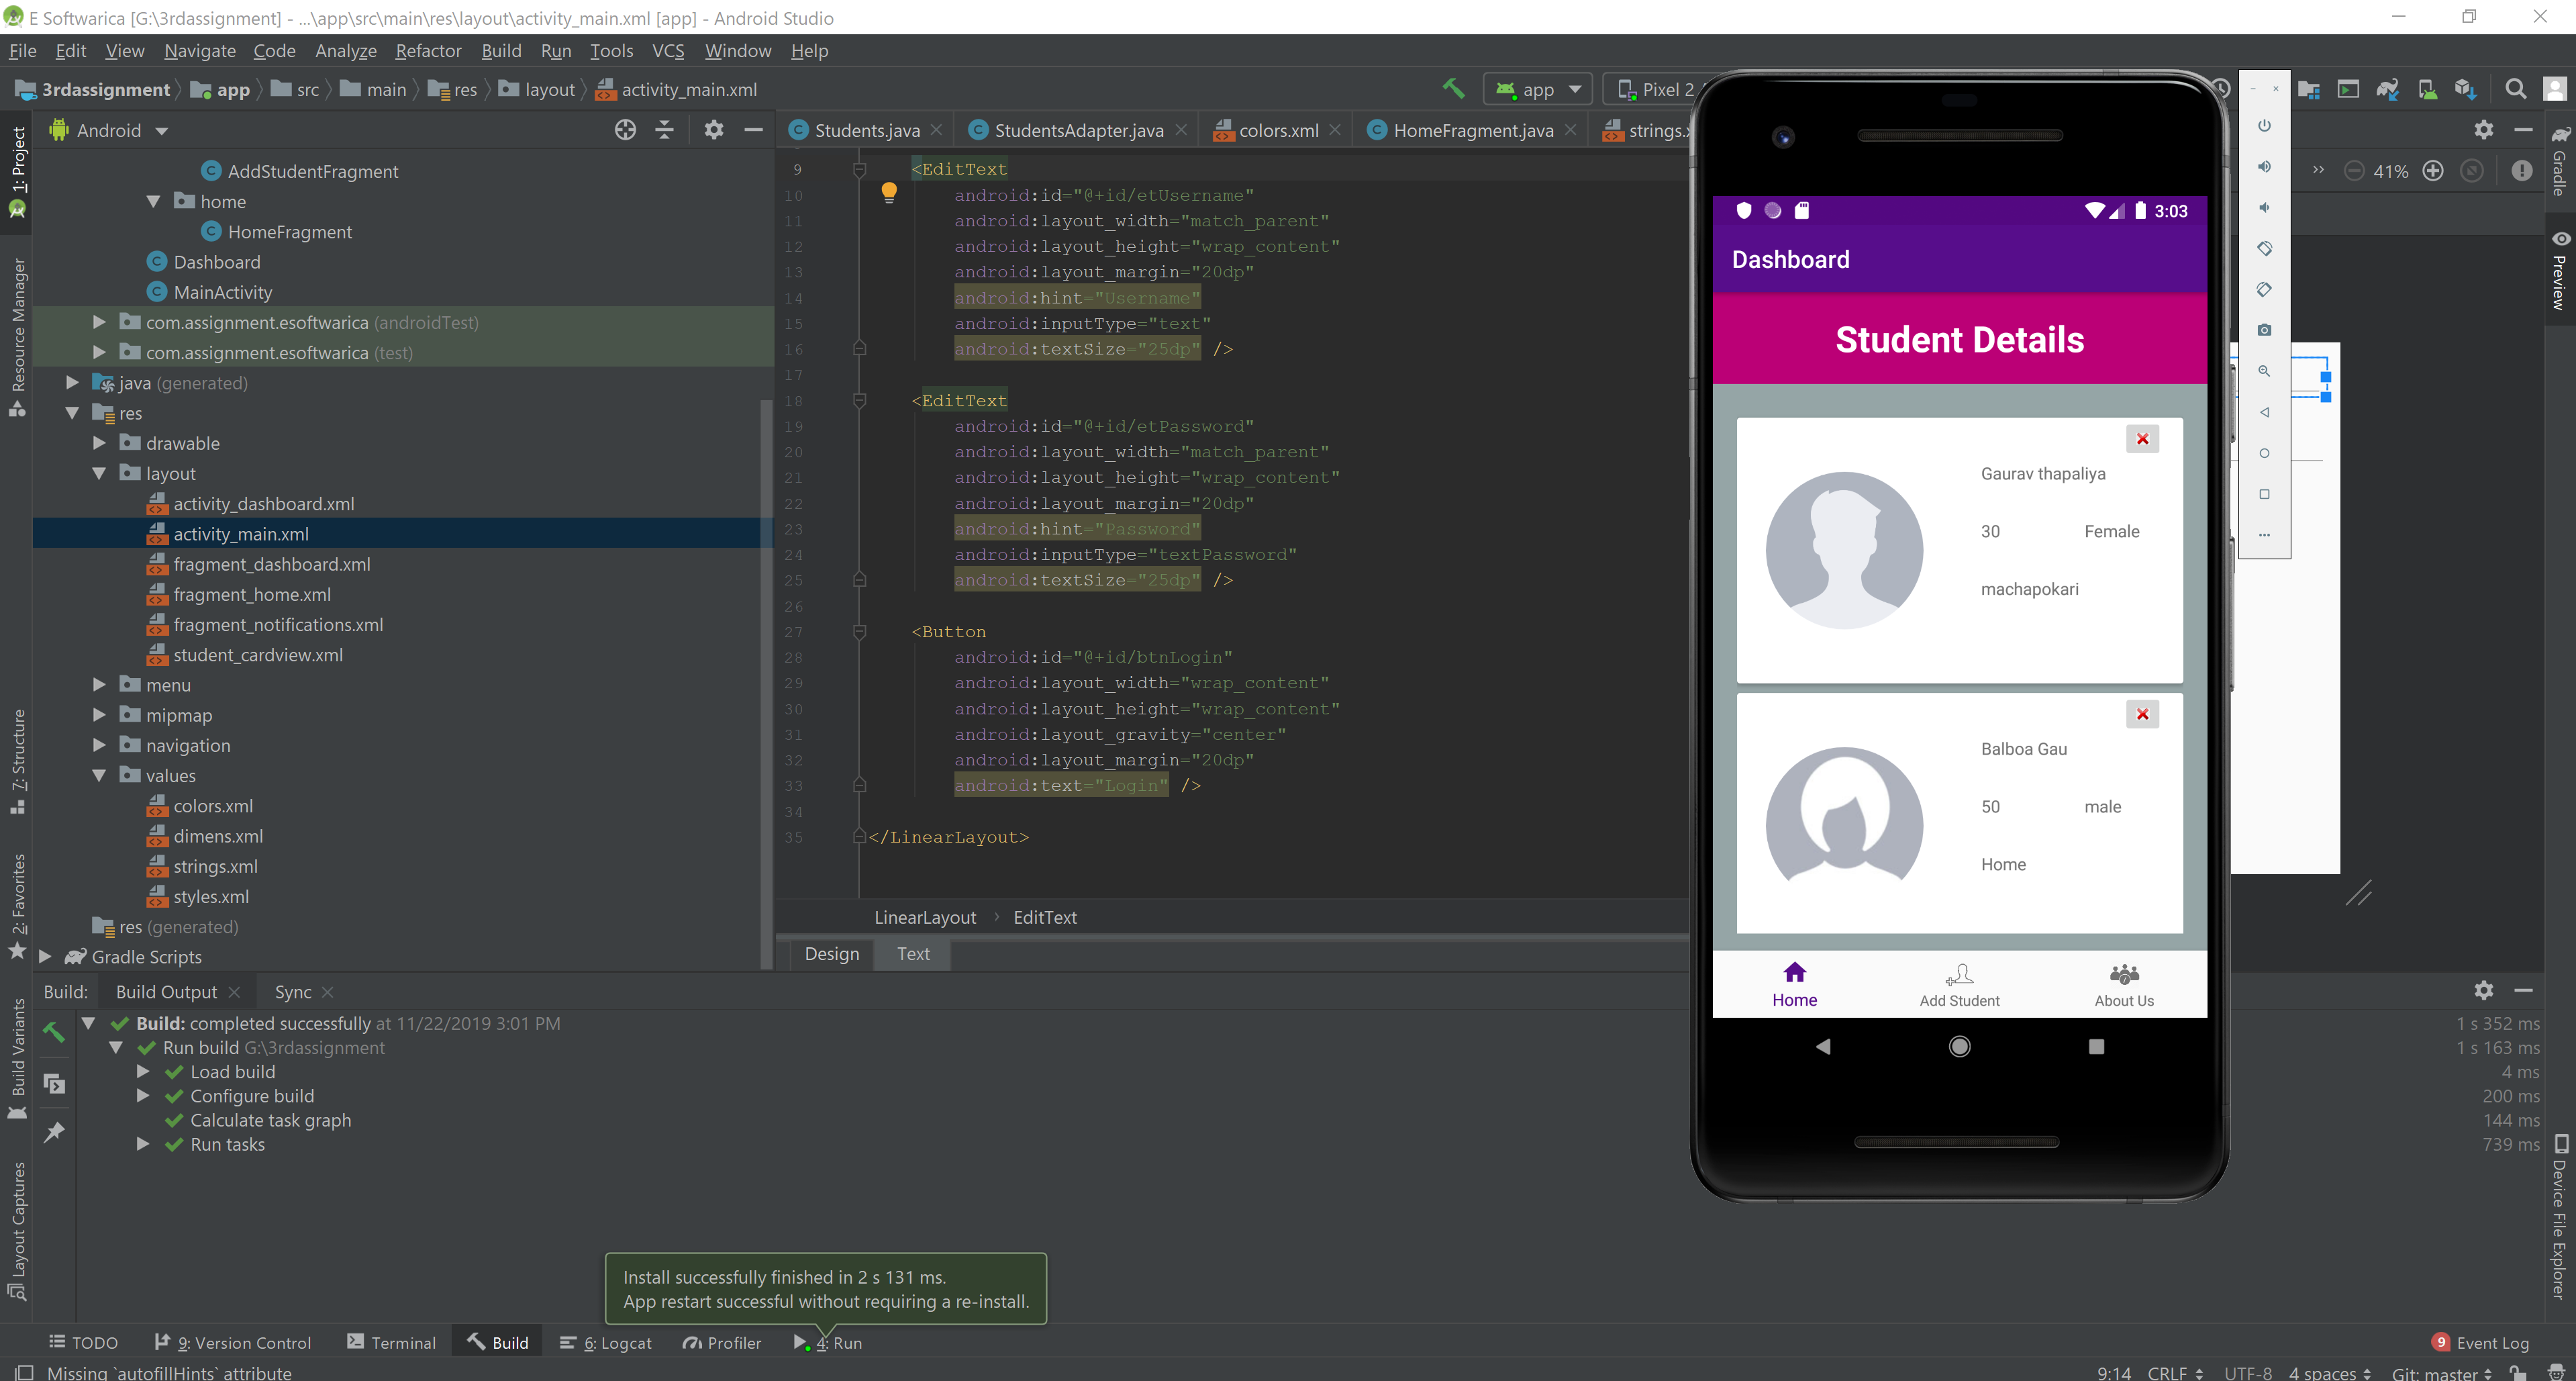 E Softwarica [G:\3rdassignment] - ...\app\src\main\res\layout\activity_main.xml [app] - Android Studio
File Edit View Navigate Code Analyze Refactor Build Run Tools VCS Window Help
3rdassignment app src main res layout activity_main.xml
app
Pixel 2
1: Project
Resource Manager
7: Structure
2: Favorites
Build Variants
Layout Captures
Android
AddStudentFragment
home
HomeFragment
Dashboard
MainActivity
com.assignment.esoftwarica (androidTest)
com.assignment.esoftwarica (test)
java (generated)
res
drawable
layout
activity_dashboard.xml
activity_main.xml
fragment_dashboard.xml
fragment_home.xml
fragment_notifications.xml
student_cardview.xml
menu
mipmap
navigation
values
colors.xml
dimens.xml
strings.xml
styles.xml
res (generated)
Gradle Scripts
Students.java StudentsAdapter.java colors.xml HomeFragment.java strings.x
9 <EditText
10 android:id="@+id/etUsername"
11 android:layout_width="match_parent"
12 android:layout_height="wrap_content"
13 android:layout_margin="20dp"
14 android:hint="Username"
15 android:inputType="text"
16 android:textSize="25dp" />
17
18 <EditText
19 android:id="@+id/etPassword"
20 android:layout_width="match_parent"
21 android:layout_height="wrap_content"
22 android:layout_margin="20dp"
23 android:hint="Password"
24 android:inputType="textPassword"
25 android:textSize="25dp" />
26
27 <Button
28 android:id="@+id/btnLogin"
29 android:layout_width="wrap_content"
30 android:layout_height="wrap_content"
31 android:layout_gravity="center"
32 android:layout_margin="20dp"
33 android:text="Login" />
34
35 </LinearLayout>
LinearLayout › EditText
Design Text
3:03
Dashboard
Student Details
Gaurav thapaliya
30 Female
machapokari
Balboa Gau
50 male
Home
Home Add Student About Us
41%
Gradle
Preview
Device File Explorer
Build: Build Output Sync
Build: completed successfully at 11/22/2019 3:01 PM 1 s 352 ms
Run build G:\3rdassignment 1 s 163 ms
Load build 4 ms
Configure build 200 ms
Calculate task graph 144 ms
Run tasks 739 ms
Install successfully finished in 2 s 131 ms.
App restart successful without requiring a re-install.
TODO 9: Version Control Terminal Build 6: Logcat Profiler 4: Run 9 Event Log
Missing `autofillHints` attribute 9:14 CRLF UTF-8 4 spaces Git: master